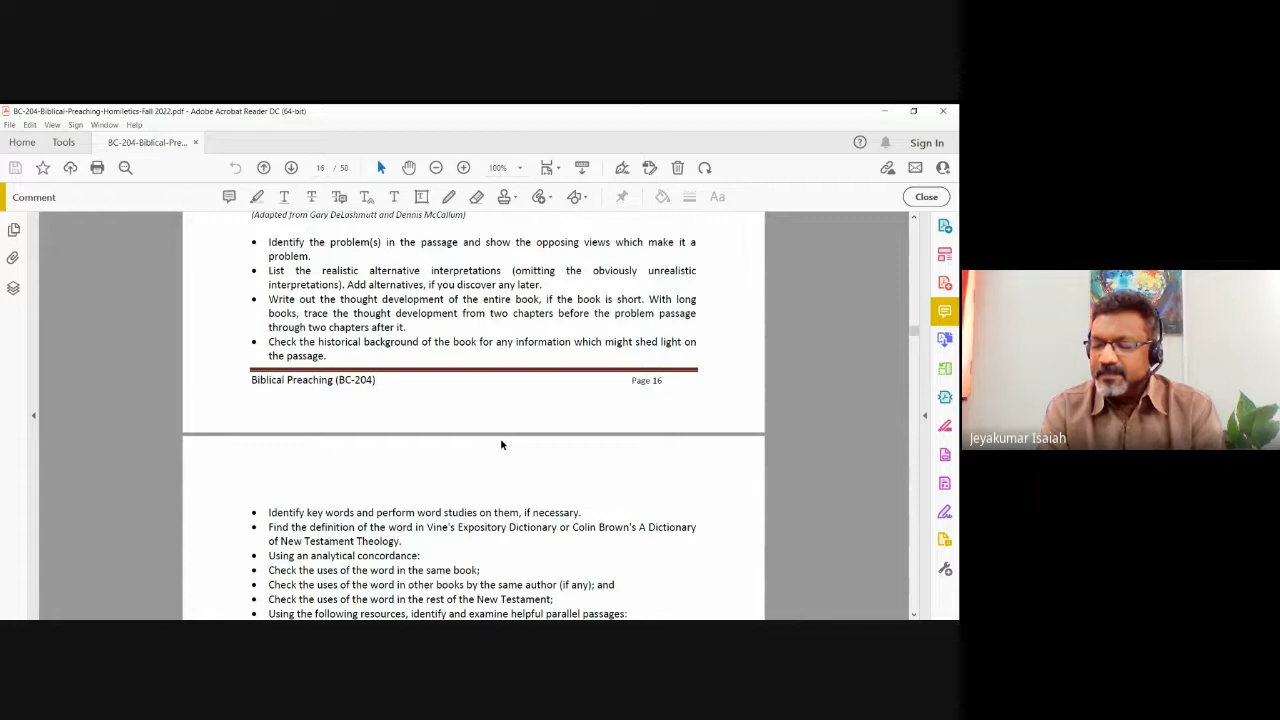 BC-204-Biblical-Preaching-Homiletics-Fall 2022.pdf - Adobe Acrobat Reader DC (64-bit)
File Edit View Sign Window Help
Home Tools BC-204-Biblical-Pre... × Sign In
16 / 58 100%
Comment Close
(Adapted from Gary DeLashmutt and Dennis McCallum)
• Identify the problem(s) in the passage and show the opposing views which make it a
problem.
• List the realistic alternative interpretations (omitting the obviously unrealistic
interpretations). Add alternatives, if you discover any later.
• Write out the thought development of the entire book, if the book is short. With long
books, trace the thought development from two chapters before the problem passage
through two chapters after it.
• Check the historical background of the book for any information which might shed light on
the passage.
Biblical Preaching (BC-204) Page 16
• Identify key words and perform word studies on them, if necessary.
• Find the definition of the word in Vine's Expository Dictionary or Colin Brown's A Dictionary
of New Testament Theology.
• Using an analytical concordance:
• Check the uses of the word in the same book;
• Check the uses of the word in other books by the same author (if any); and
• Check the uses of the word in the rest of the New Testament;
• Using the following resources, identify and examine helpful parallel passages:
Jeyakumar Isaiah